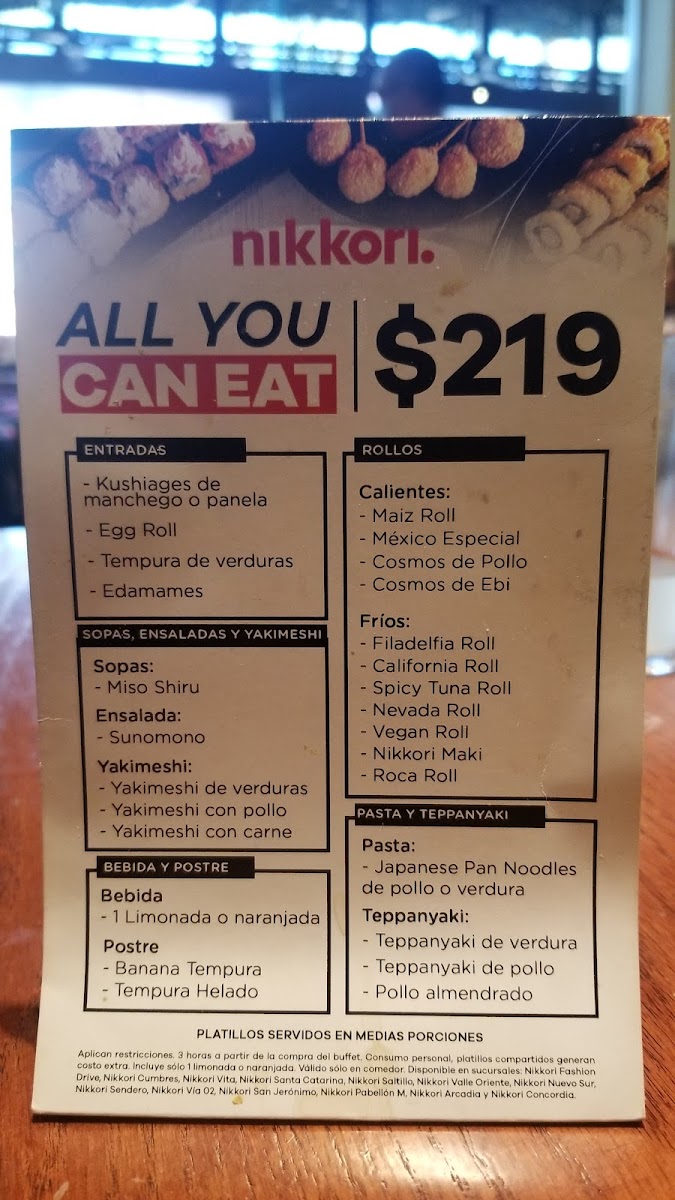 nikkori.
ALL YOU
CAN EAT
$219
ENTRADAS
- Kushiages de
manchego o panela
- Egg Roll
- Tempura de verduras
- Edamames
SOPAS, ENSALADAS Y YAKIMESHI
Sopas:
- Miso Shiru
Ensalada:
- Sunomono
Yakimeshi:
- Yakimeshi de verduras
- Yakimeshi con pollo
- Yakimeshi con carne
BEBIDA Y POSTRE
Bebida
- 1 Limonada o naranjada
Postre
- Banana Tempura
- Tempura Helado
ROLLOS
Calientes:
- Maiz Roll
- México Especial
- Cosmos de Pollo
- Cosmos de Ebi
Fríos:
- Filadelfia Roll
- California Roll
- Spicy Tuna Roll
- Nevada Roll
- Vegan Roll
- Nikkori Maki
- Roca Roll
PASTA Y TEPPANYAKI
Pasta:
- Japanese Pan Noodles
de pollo o verdura
Teppanyaki:
- Teppanyaki de verdura
- Teppanyaki de pollo
- Pollo almendrado
PLATILLOS SERVIDOS EN MEDIAS PORCIONES
Aplican restricciones. 3 horas a partir de la compra del buffet. Consumo personal, platillos compartidos generan
costo extra. Incluye sólo 1 limonada o naranjada. Válido sólo en comedor. Disponible en sucursales: Nikkori Fashion
Drive, Nikkori Cumbres, Nikkori Vita, Nikkori Santa Catarina, Nikkori Saltillo, Nikkori Valle Oriente, Nikkori Nuevo Sur,
Nikkori Sendero, Nikkori Vía 02, Nikkori San Jerónimo, Nikkori Pabellón M, Nikkori Arcadia y Nikkori Concordia.